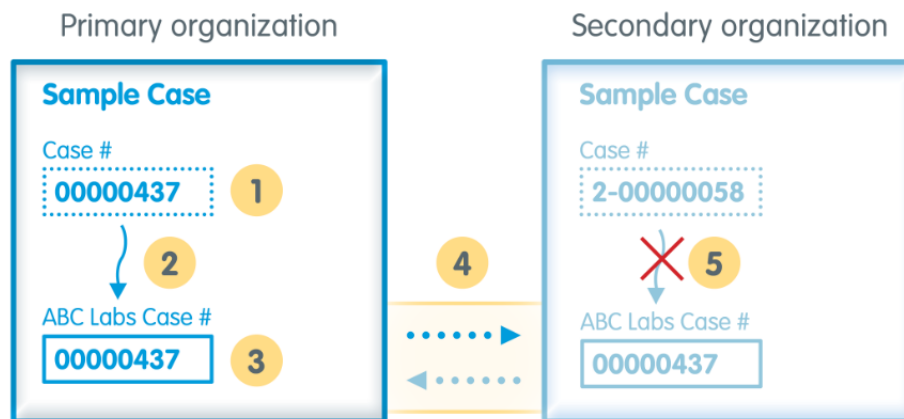 Primary organization
Secondary organization
Sample Case
Case #
00000437
1
2
ABC Labs Case #
00000437
3
4
Sample Case
Case #
2-00000058
5
ABC Labs Case #
00000437